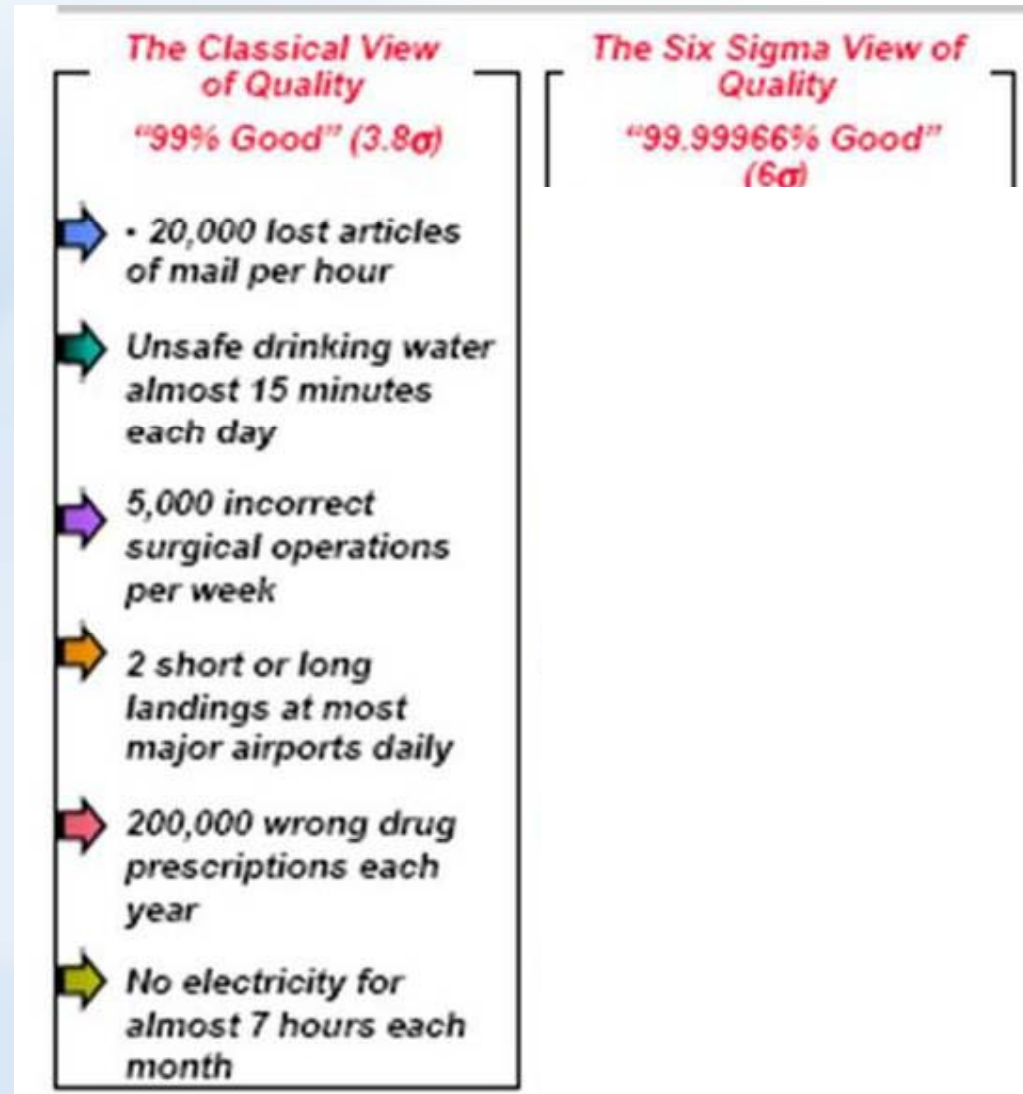 The Classical View
of Quality
"99% Good" (3.8σ)
• 20,000 lost articles
of mail per hour
Unsafe drinking water
almost 15 minutes
each day
5,000 incorrect
surgical operations
per week
2 short or long
landings at most
major airports daily
200,000 wrong drug
prescriptions each
year
No electricity for
almost 7 hours each
month
The Six Sigma View of
Quality
"99.99966% Good"
(6σ)